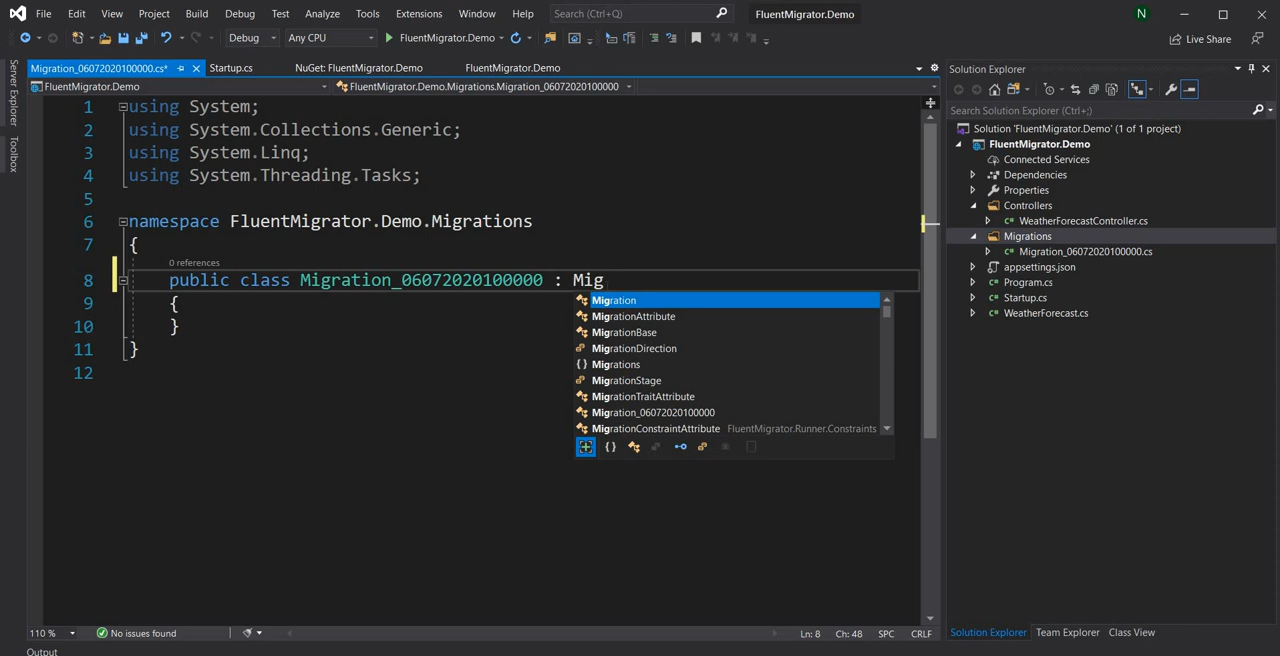 File Edit View Project Build Debug Test Analyze Tools Extensions Window Help Search (Ctrl+Q) FluentMigrator.Demo N
Debug Any CPU FluentMigrator.Demo Live Share
Migration_06072020100000.cs* Startup.cs NuGet: FluentMigrator.Demo FluentMigrator.Demo
FluentMigrator.Demo FluentMigrator.Demo.Migrations.Migration_06072020100000
Server Explorer
Toolbox
1 using System;
2 using System.Collections.Generic;
3 using System.Linq;
4 using System.Threading.Tasks;
5
6 namespace FluentMigrator.Demo.Migrations
7 {
0 references
8 public class Migration_06072020100000 : Mig
9 {
10 }
11 }
12
Migration
MigrationAttribute
MigrationBase
MigrationDirection
Migrations
MigrationStage
MigrationTraitAttribute
Migration_06072020100000
MigrationConstraintAttribute FluentMigrator.Runner.Constraints
110 % No issues found Ln: 8 Ch: 48 SPC CRLF
Output
Solution Explorer
Search Solution Explorer (Ctrl+;)
Solution 'FluentMigrator.Demo' (1 of 1 project)
FluentMigrator.Demo
Connected Services
Dependencies
Properties
Controllers
C# WeatherForecastController.cs
Migrations
C# Migration_06072020100000.cs
appsettings.json
C# Program.cs
C# Startup.cs
C# WeatherForecast.cs
Solution Explorer Team Explorer Class View